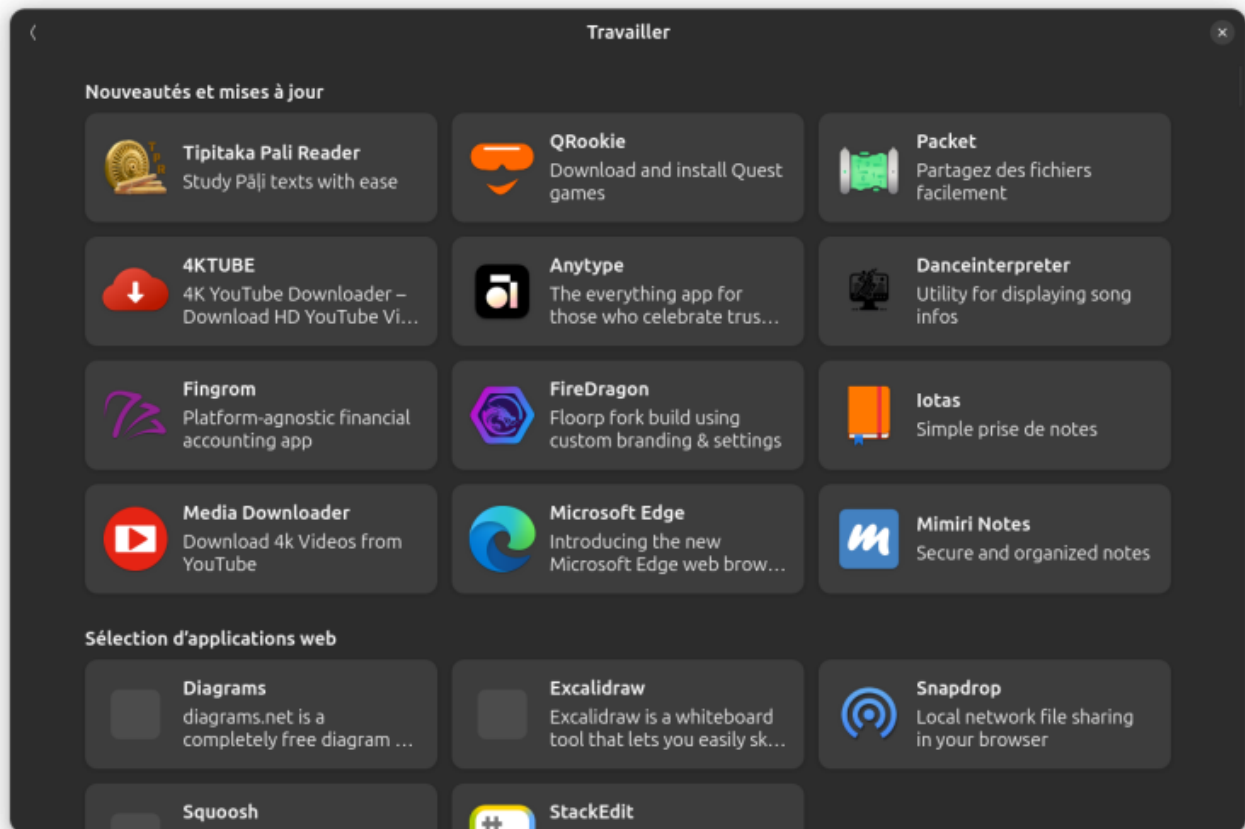 Travailler
Nouveautés et mises à jour
Tipitaka Pali Reader
Study Pāḷi texts with ease
QRookie
Download and install Quest
games
Packet
Partagez des fichiers
facilement
4KTUBE
4K YouTube Downloader –
Download HD YouTube Vi…
Anytype
The everything app for
those who celebrate trus…
Danceinterpreter
Utility for displaying song
infos
Fingrom
Platform-agnostic financial
accounting app
FireDragon
Floorp fork build using
custom branding & settings
Iotas
Simple prise de notes
Media Downloader
Download 4k Videos from
YouTube
Microsoft Edge
Introducing the new
Microsoft Edge web brow…
Mimiri Notes
Secure and organized notes
Sélection d’applications web
Diagrams
diagrams.net is a
completely free diagram …
Excalidraw
Excalidraw is a whiteboard
tool that lets you easily sk…
Snapdrop
Local network file sharing
in your browser
Squoosh
StackEdit